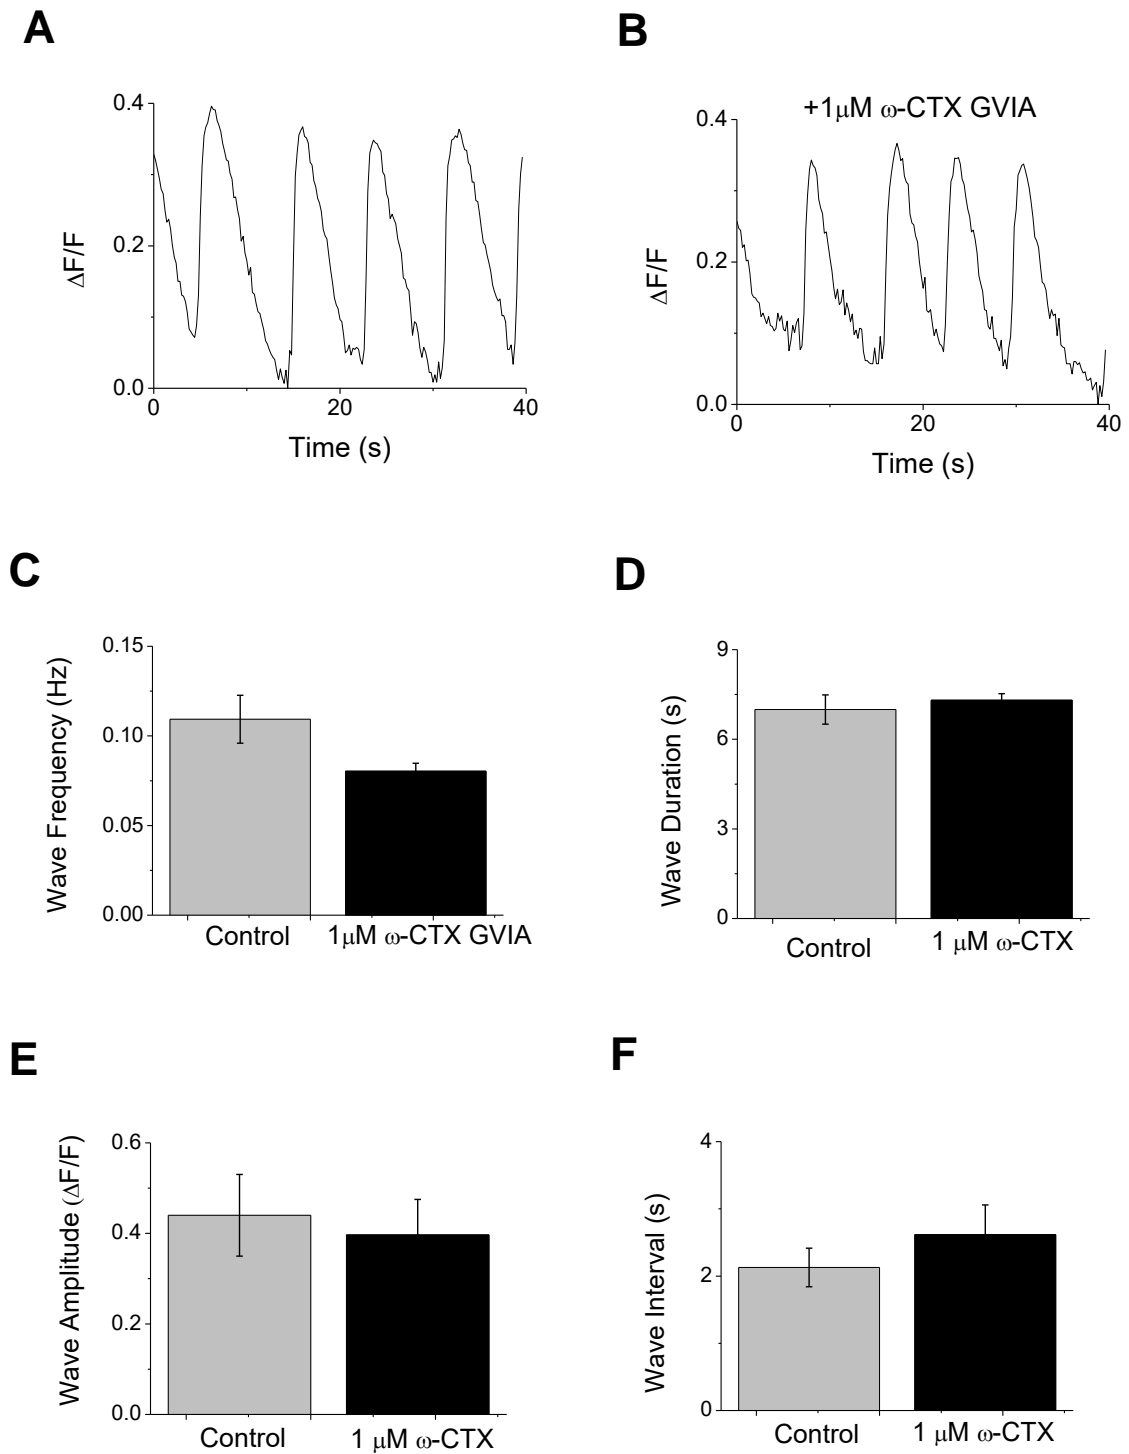 A
B
0.4
0.2
0.0
ΔF/F
0
20
40
Time (s)
+1μM ω-CTX GVIA
0.4
0.2
0.0
ΔF/F
0
20
40
Time (s)
C
D
0.15
0.10
0.05
0.00
Wave Frequency (Hz)
Control
1μM ω-CTX GVIA
9
6
3
0
Wave Duration (s)
Control
1 μM ω-CTX
E
F
0.6
0.4
0.2
0.0
Wave Amplitude (ΔF/F)
Control
1 μM ω-CTX
4
2
0
Wave Interval (s)
Control
1 μM ω-CTX